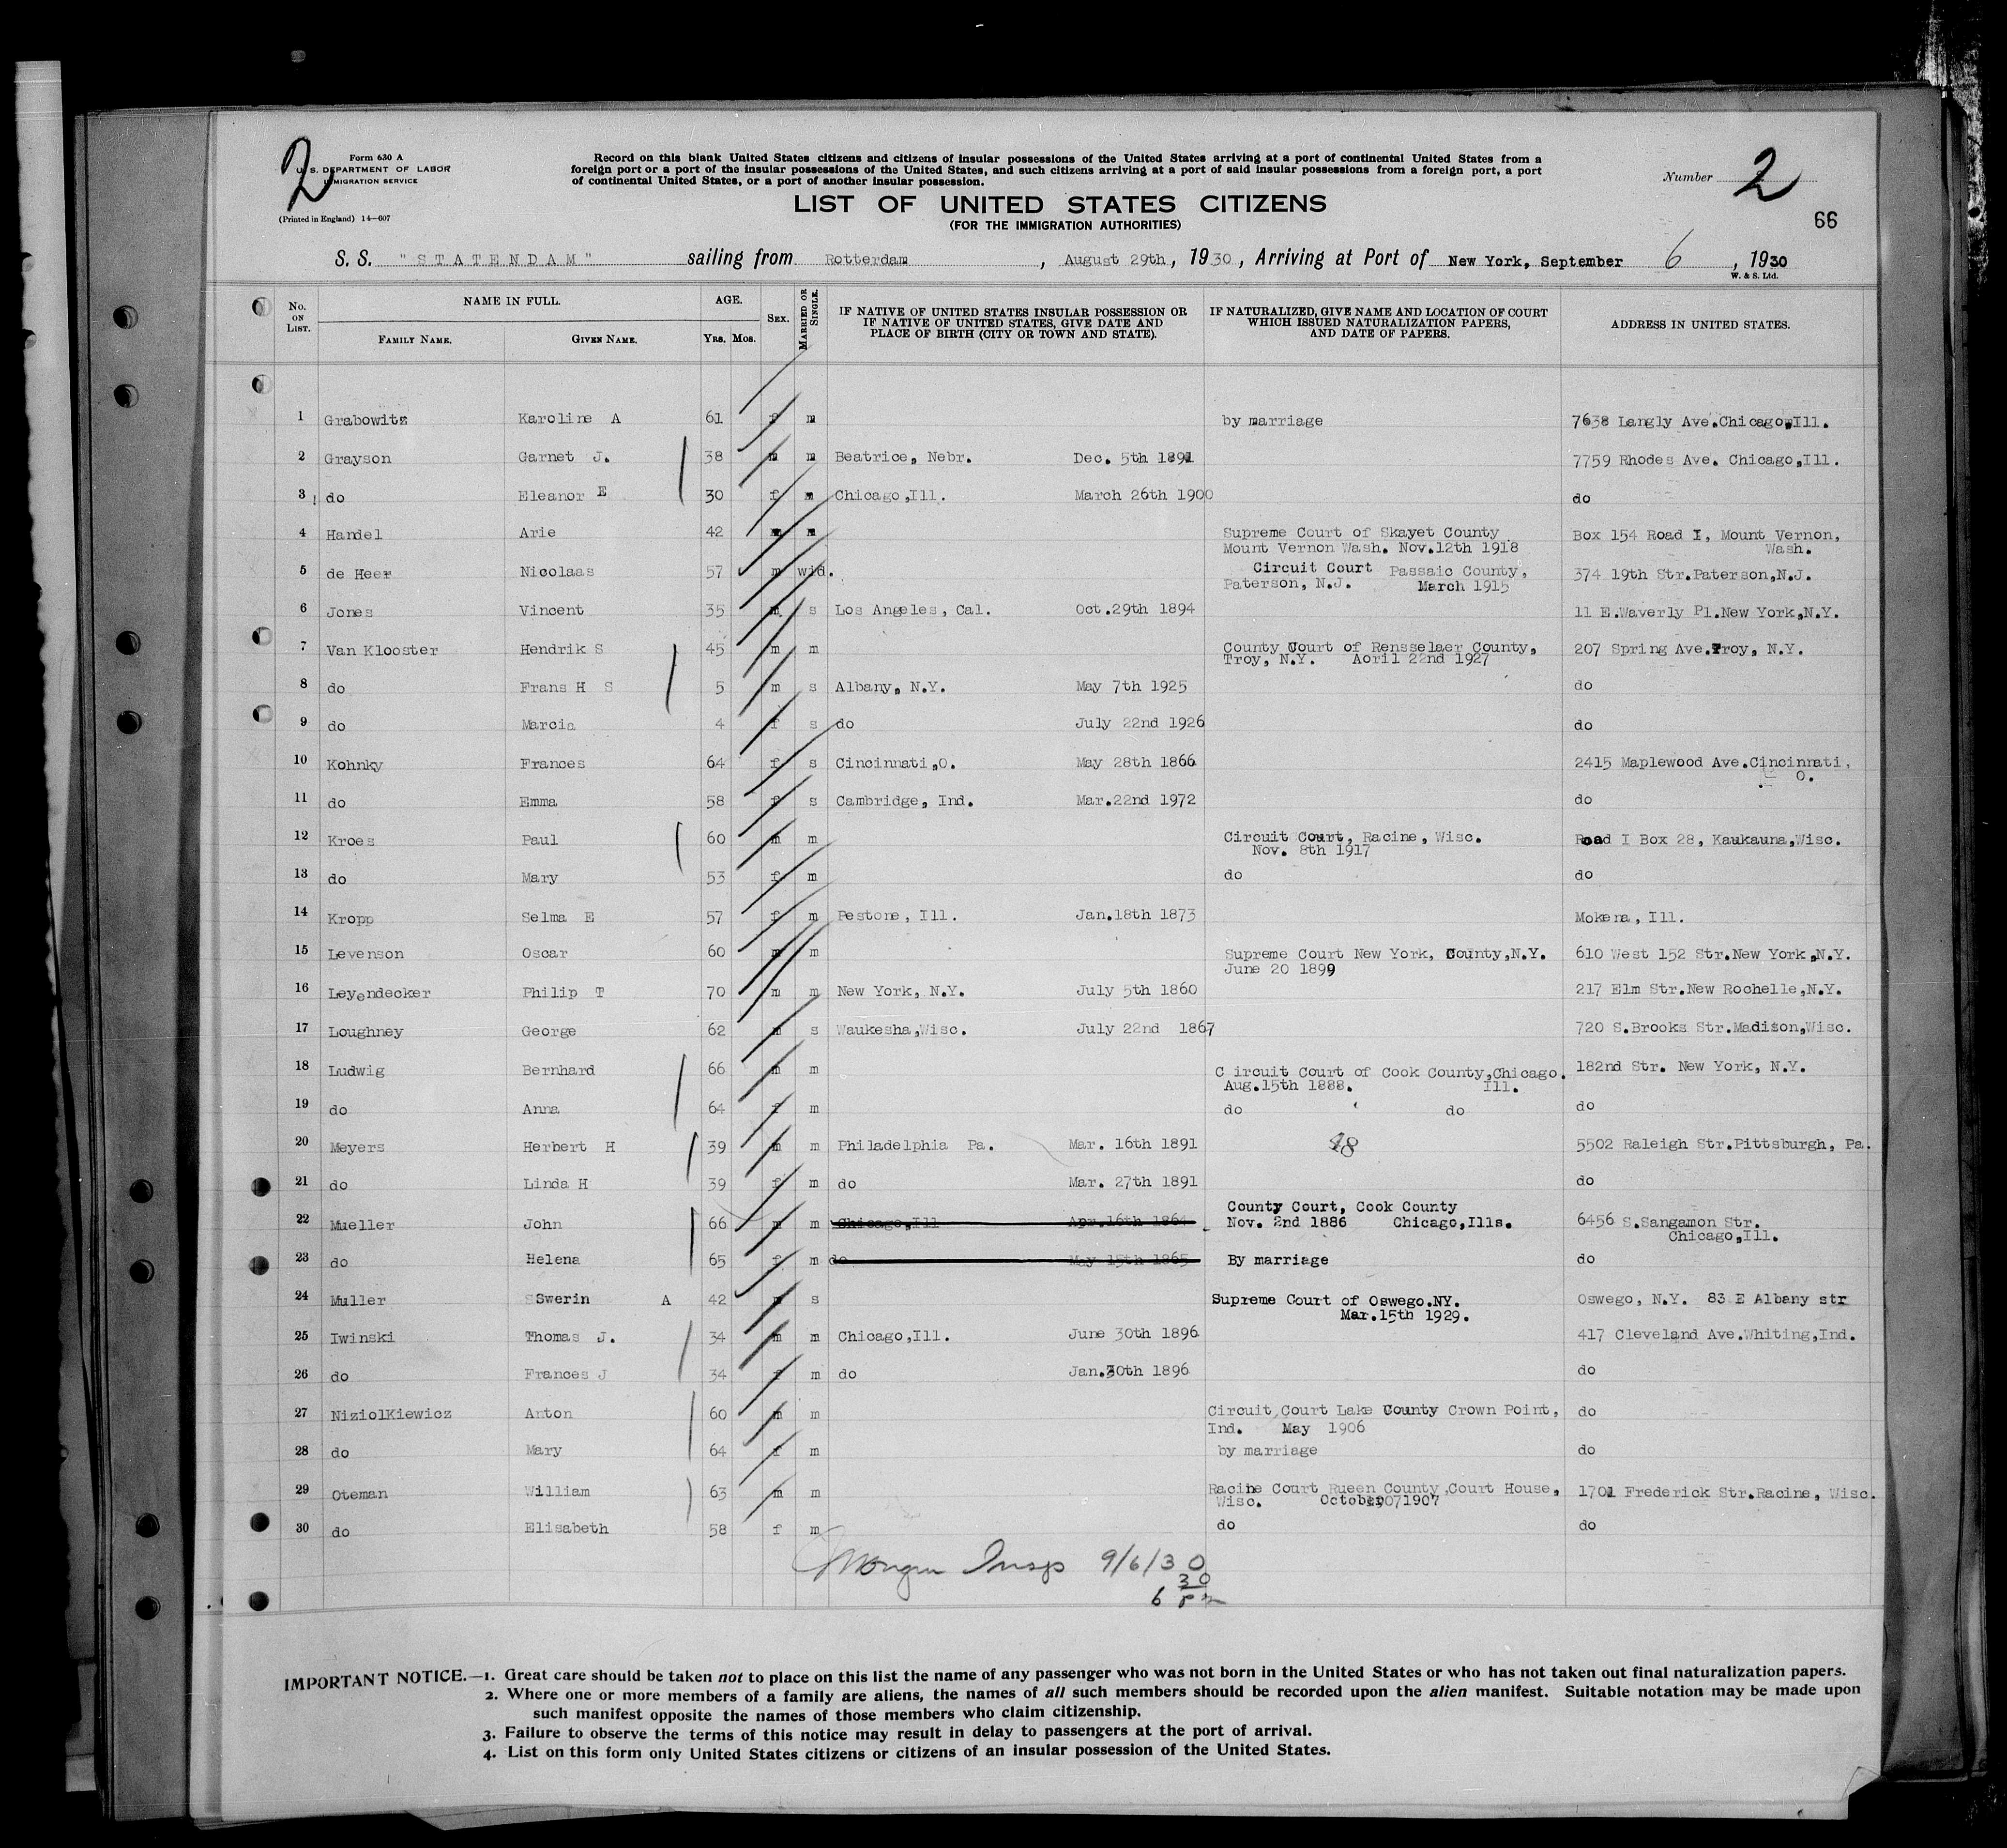 2
Form 630 A
U. S. DEPARTMENT OF LABOR
IMMIGRATION SERVICE
(Printed in England) 14—607
Record on this blank United States citizens and citizens of insular possessions of the United States arriving at a port of continental United States from a
foreign port or a port of the insular possessions of the United States, and such citizens arriving at a port of said insular possessions from a foreign port, a port
of continental United States, or a port of another insular possession.
Number 2
LIST OF UNITED STATES CITIZENS
(FOR THE IMMIGRATION AUTHORITIES)
66
S. S. "STATENDAM" sailing from Rotterdam, August 29th, 1930, Arriving at Port of New York, September 6, 1930
W. & S. Ltd.
No. ON LIST. NAME IN FULL. FAMILY NAME. GIVEN NAME. AGE. YRS. MOS. SEX. MARRIED OR SINGLE. IF NATIVE OF UNITED STATES INSULAR POSSESSION OR IF NATIVE OF UNITED STATES, GIVE DATE AND PLACE OF BIRTH (CITY OR TOWN AND STATE). IF NATURALIZED, GIVE NAME AND LOCATION OF COURT WHICH ISSUED NATURALIZATION PAPERS, AND DATE OF PAPERS. ADDRESS IN UNITED STATES.
1 Grabowitz Karoline A 61 f m by marriage 7638 Langly Ave.Chicago,Ill.
2 Grayson Garnet J. 38 m m Beatrice, Nebr. Dec. 5th 1891 7759 Rhodes Ave. Chicago,Ill.
3 do Eleanor E 30 f m Chicago,Ill. March 26th 1900 do
4 Handel Arie 42 m m Supreme Court of Skayet County Box 154 Road I, Mount Vernon,
Mount Vernon Wash. Nov.12th 1918 Wash.
5 de Heer Nicolaas 57 m wid. Circuit Court Passaic County, 374 19th Str.Paterson,N.J.
Paterson, N.J. March 1915
6 Jones Vincent 35 m s Los Angeles, Cal. Oct.29th 1894 11 E.Waverly Pl.New York,N.Y.
7 Van Klooster Hendrik S 45 m m County Court of Rensselaer County, 207 Spring Ave.Troy, N.Y.
Troy, N.Y. Aoril 22nd 1927
8 do Frans H S 5 m s Albany, N.Y. May 7th 1925 do
9 do Marcia 4 f s do July 22nd 1926 do
10 Kohnky Frances 64 f s Cincinnati,O. May 28th 1866 2415 Maplewood Ave.Cincinnati,
O.
11 do Emma 58 f s Cambridge, Ind. Mar.22nd 1972 do
12 Kroes Paul 60 m m Circuit Court, Racine, Wisc. Road I Box 28, Kaukauna,Wisc.
Nov. 8th 1917
13 do Mary 53 f m do do
14 Kropp Selma E 57 f m Pestone, Ill. Jan.18th 1873 Mokena, Ill.
15 Levenson Oscar 60 m m Supreme Court New York, County,N.Y. 610 West 152 Str.New York,N.Y.
June 20 1899
16 Leyendecker Philip T 70 m m New York, N.Y. July 5th 1860 217 Elm Str.New Rochelle,N.Y.
17 Loughney George 62 m s Waukesha,Wisc. July 22nd 1867 720 S.Brooks Str.Madison,Wisc.
18 Ludwig Bernhard 66 m m C ircuit Court of Cook County,Chicago. 182nd Str. New York, N.Y.
Aug.15th 1888. Ill.
19 do Anna 64 f m do do do
20 Meyers Herbert H 39 m m Philadelphia Pa. Mar. 16th 1891 18 5502 Raleigh Str.Pittsburgh, Pa.
21 do Linda H 39 f m do Mar. 27th 1891 do
County Court, Cook County
22 Mueller John 66 m m Chicago,Ill Apr.16th 1864 Nov. 2nd 1886 Chicago,Ills. 6456 S.Sangamon Str.
Chicago,Ill.
23 do Helena 65 f m do May 15th 1865 By marriage do
24 Muller Swerin A 42 m s Supreme Court of Oswego.NY. Oswego, N.Y. 83 E Albany str
Mar.15th 1929.
25 Iwinski Thomas J. 34 m m Chicago,Ill. June 30th 1896 417 Cleveland Ave.Whiting,Ind.
26 do Frances J 34 f m do Jan.30th 1896 do
27 NiziolKiewicz Anton 60 m m Circuit Court Lake County Crown Point, do
Ind. May 1906
28 do Mary 64 f m by marriage do
29 Oteman William 63 m m Racine Court Rueen County,Court House, 1701 Frederick Str.Racine, Wisc.
Wisc. October 1907
30 do Elisabeth 58 f m do do
Morgan Insp 9/6/30
6 30 pm
IMPORTANT NOTICE.—1. Great care should be taken not to place on this list the name of any passenger who was not born in the United States or who has not taken out final naturalization papers.
2. Where one or more members of a family are aliens, the names of all such members should be recorded upon the alien manifest. Suitable notation may be made upon
such manifest opposite the names of those members who claim citizenship.
3. Failure to observe the terms of this notice may result in delay to passengers at the port of arrival.
4. List on this form only United States citizens or citizens of an insular possession of the United States.